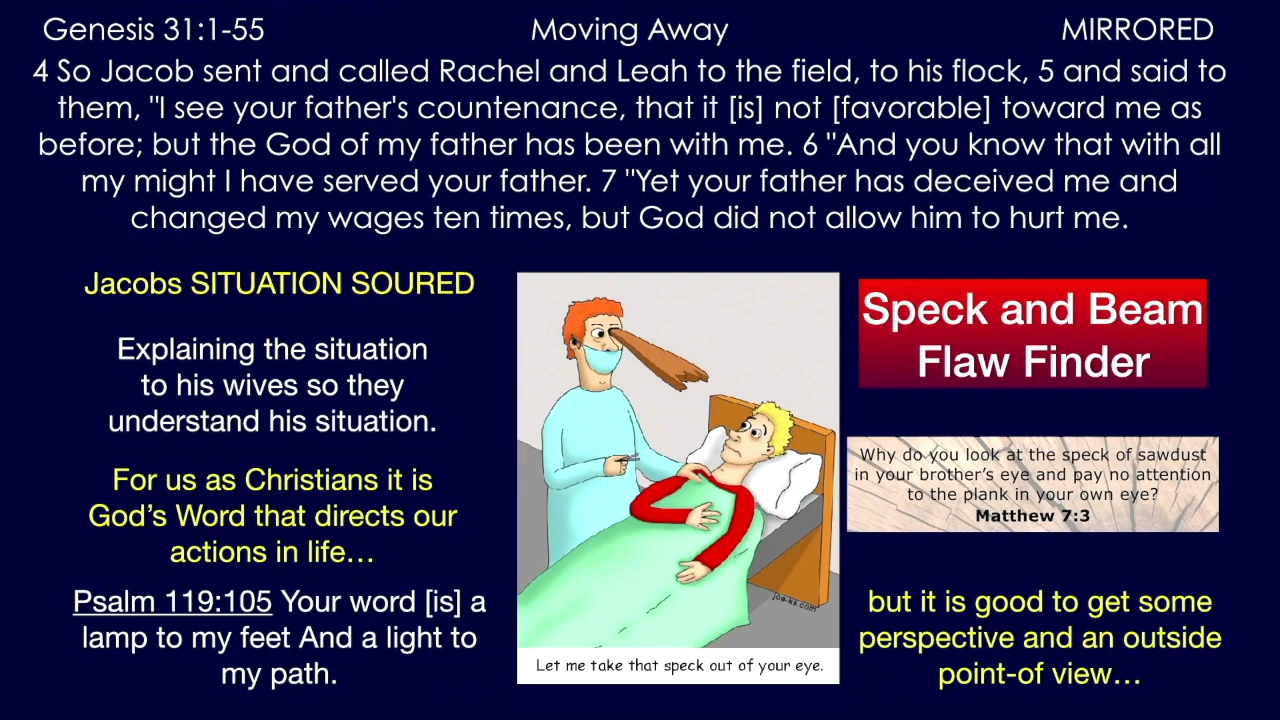 Genesis 31:1-55
Moving Away
MIRRORED
4 So Jacob sent and called Rachel and Leah to the field, to his flock, 5 and said to
them, "I see your father's countenance, that it [is] not [favorable] toward me as
before; but the God of my father has been with me. 6 "And you know that with all
my might I have served your father. 7 "Yet your father has deceived me and
changed my wages ten times, but God did not allow him to hurt me.
Jacobs SITUATION SOURED
Explaining the situation
to his wives so they
understand his situation.
For us as Christians it is
God’s Word that directs our
actions in life…
Psalm 119:105 Your word [is] a
lamp to my feet And a light to
my path.
joe-ks.com
Let me take that speck out of your eye.
Speck and Beam
Flaw Finder
Why do you look at the speck of sawdust
in your brother’s eye and pay no attention
to the plank in your own eye?
Matthew 7:3
but it is good to get some
perspective and an outside
point-of view…